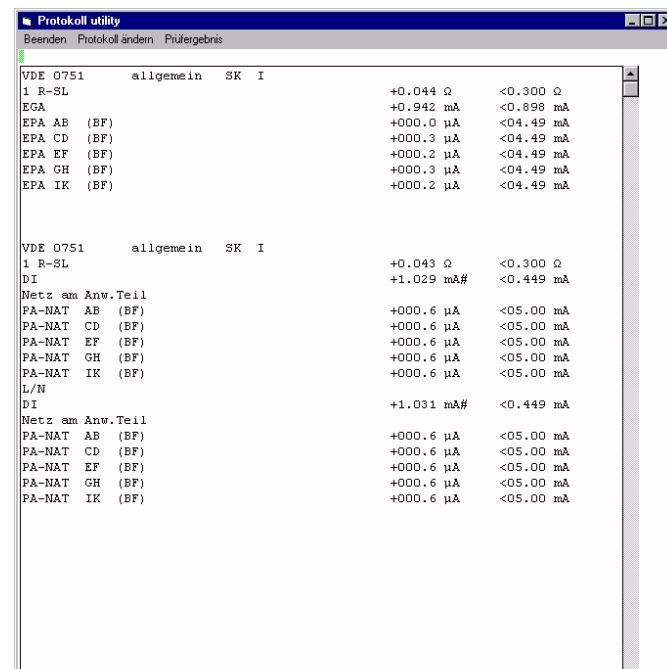 Protokoll utility
Beenden Protokoll ändern Prüfergebnis
VDE 0751 allgemein SK I
1 R-SL +0.044 Ω <0.300 Ω
EGA +0.942 mA <0.898 mA
EPA AB (BF) +000.0 µA <04.49 mA
EPA CD (BF) +000.3 µA <04.49 mA
EPA EF (BF) +000.2 µA <04.49 mA
EPA GH (BF) +000.3 µA <04.49 mA
EPA IK (BF) +000.2 µA <04.49 mA
VDE 0751 allgemein SK I
1 R-SL +0.043 Ω <0.300 Ω
DI +1.029 mA# <0.449 mA
Netz am Anw.Teil
PA-NAT AB (BF) +000.6 µA <05.00 mA
PA-NAT CD (BF) +000.6 µA <05.00 mA
PA-NAT EF (BF) +000.6 µA <05.00 mA
PA-NAT GH (BF) +000.6 µA <05.00 mA
PA-NAT IK (BF) +000.6 µA <05.00 mA
L/N
DI +1.031 mA# <0.449 mA
Netz am Anw.Teil
PA-NAT AB (BF) +000.6 µA <05.00 mA
PA-NAT CD (BF) +000.6 µA <05.00 mA
PA-NAT EF (BF) +000.6 µA <05.00 mA
PA-NAT GH (BF) +000.6 µA <05.00 mA
PA-NAT IK (BF) +000.6 µA <05.00 mA